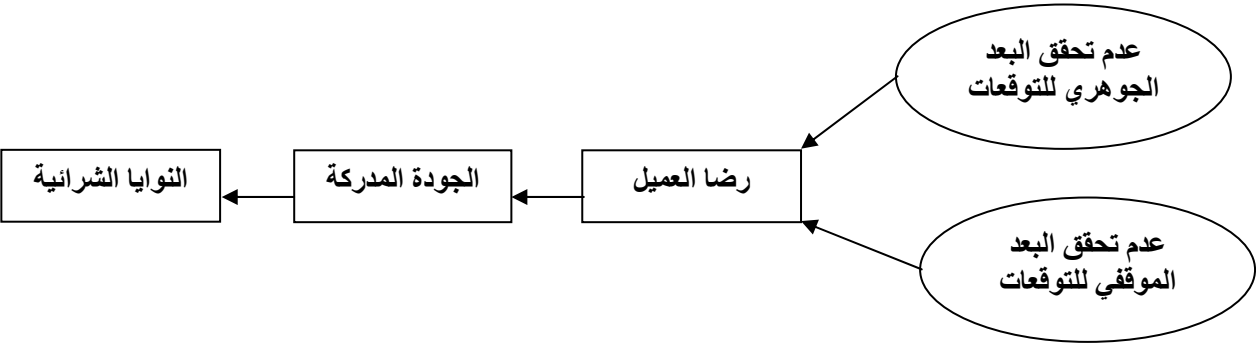 عدم تحقق البعد
الجوهري للتوقعات
رضا العميل
الجودة المدركة
النوايا الشرائية
عدم تحقق البعد
الموقفي للتوقعات